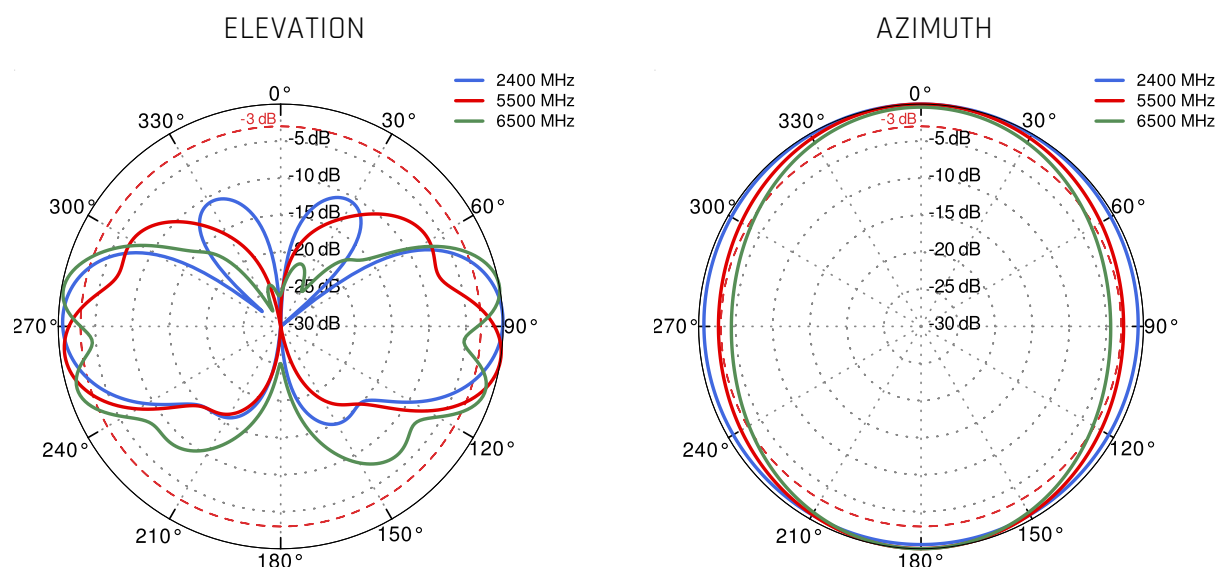 ELEVATION
2400 MHz
5500 MHz
6500 MHz
0°
330°
-3 dB
30°
-5 dB
-10 dB
300°
-15 dB
60°
-20 dB
-25 dB
270°
-30 dB
90°
240°
120°
210°
150°
180°
AZIMUTH
2400 MHz
5500 MHz
6500 MHz
0°
330°
-3 dB
30°
-5 dB
-10 dB
300°
-15 dB
60°
-20 dB
-25 dB
270°
-30 dB
90°
240°
120°
210°
150°
180°